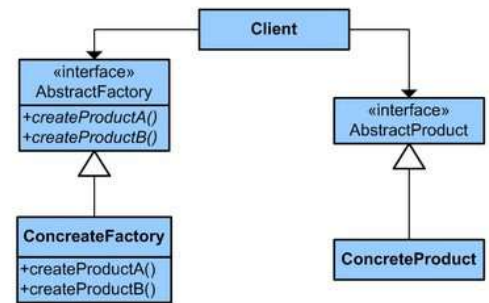 Client
«interface»
AbstractFactory
+createProductA()
+createProductB()
«interface»
AbstractProduct
ConcreateFactory
+createProductA()
+createProductB()
ConcreteProduct